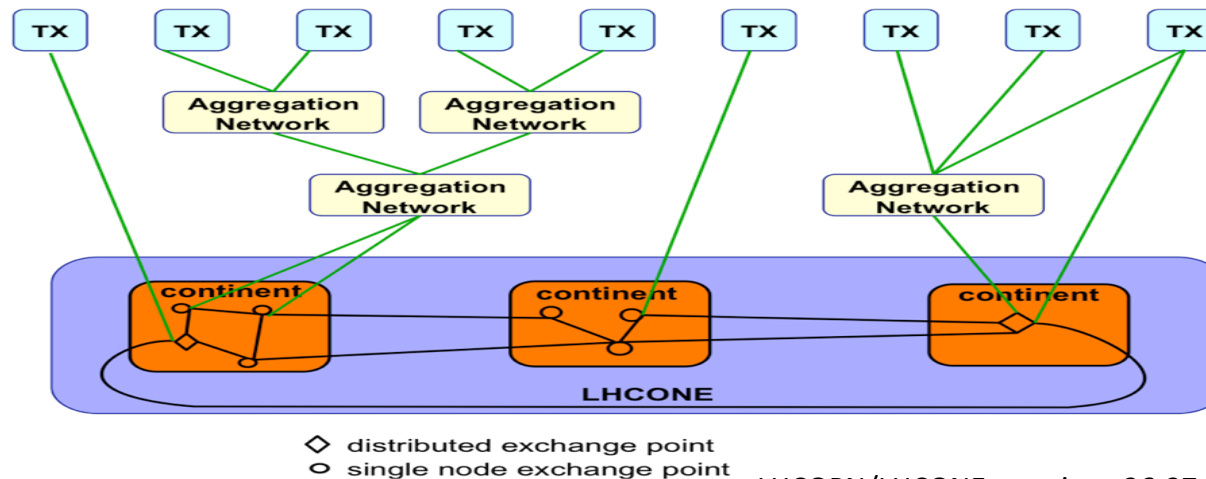 TX TX TX TX TX TX TX TX TX
Aggregation Network
Aggregation Network
Aggregation Network
Aggregation Network
continent
continent
continent
LHCONE
distributed exchange point
single node exchange point